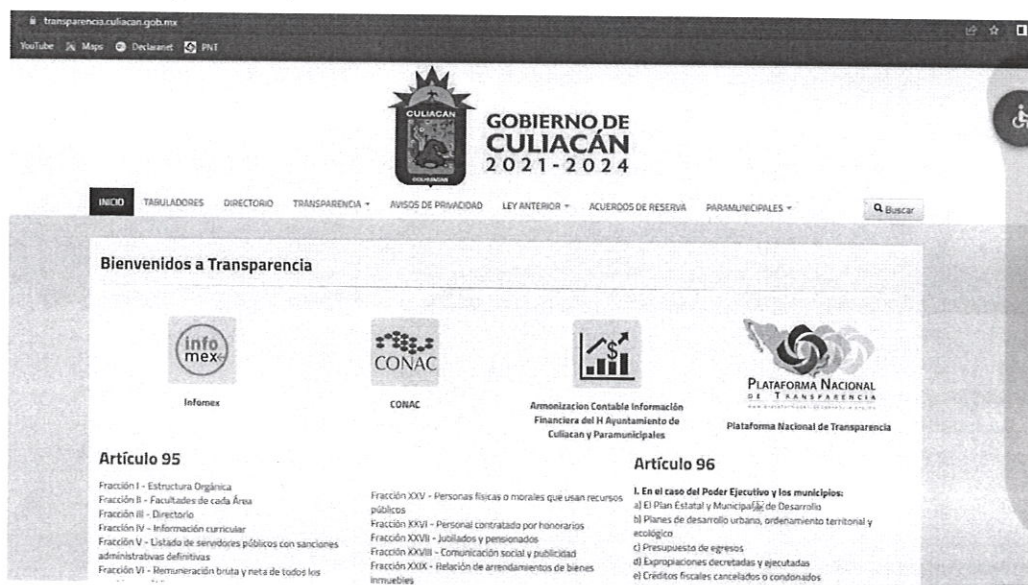 transparencia.culiacan.gob.mx
YouTube Maps Declaranet PNT
CULIACAN
GOBIERNO DE
CULIACÁN
2021-2024
INICIO TABULADORES DIRECTORIO TRANSPARENCIA AVISOS DE PRIVACIDAD LEY ANTERIOR ACUERDOS DE RESERVA PARAMUNICIPALES Buscar
Bienvenidos a Transparencia
info
mex
Infomex
CONAC
CONAC
$
Armonizacion Contable Información
Financiera del H Ayuntamiento de
Culiacan y Paramunicipales
PLATAFORMA NACIONAL
DE TRANSPARENCIA
Plataforma Nacional de Transparencia
Artículo 95
Fracción I - Estructura Orgánica
Fracción II - Facultades de cada Área
Fracción III - Directorio
Fracción IV - Información curricular
Fracción V - Listado de servidores públicos con sanciones
administrativas definitivas
Fracción VI - Remuneración bruta y neta de todos los
Fracción XXV - Personas físicas o morales que usan recursos
públicos
Fracción XXVI - Personal contratado por honorarios
Fracción XXVII - Jubilados y pensionados
Fracción XXVIII - Comunicación social y publicidad
Fracción XXIX - Relación de arrendamientos de bienes
inmuebles
Artículo 96
I. En el caso del Poder Ejecutivo y los municipios:
a) El Plan Estatal y Municipal de Desarrollo
b) Planes de desarrollo urbano, ordenamiento territorial y
ecológico
c) Presupuesto de egresos
d) Expropiaciones decretadas y ejecutadas
e) Créditos fiscales cancelados o condonados